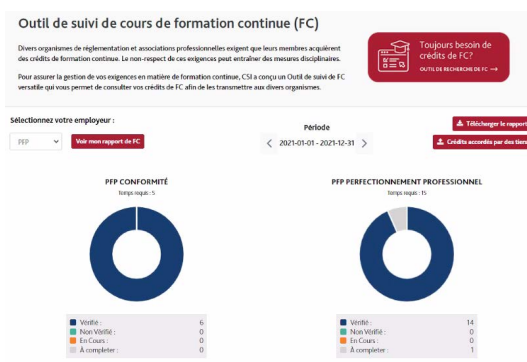 Outil de suivi de cours de formation continue (FC)
Divers organismes de réglementation et associations professionnelles exigent que leurs membres acquièrent
des crédits de formation continue. Le non-respect de ces exigences peut entraîner des mesures disciplinaires.
Pour assurer la gestion de vos exigences en matière de formation continue, CSI a conçu un Outil de suivi de FC
versatile qui vous permet de consulter vos crédits de FC afin de les transmettre aux divers organismes.
Toujours besoin de
crédits de FC?
OUTIL DE RECHERCHE DE FC →
Sélectionnez votre employeur :
PFP
Voir mon rapport de FC
Période
< 2021-01-01 - 2021-12-31 >
Télécharger le rapport
Crédits accordés par des tiers
PFP CONFORMITÉ
temps requis : 5
Vérifié : 6
Non Vérifié : 0
En Cours : 0
À completer : 0
PFP PERFECTIONNEMENT PROFESSIONNEL
temps requis : 15
Vérifié : 14
Non Vérifié : 0
En Cours : 0
À completer : 1